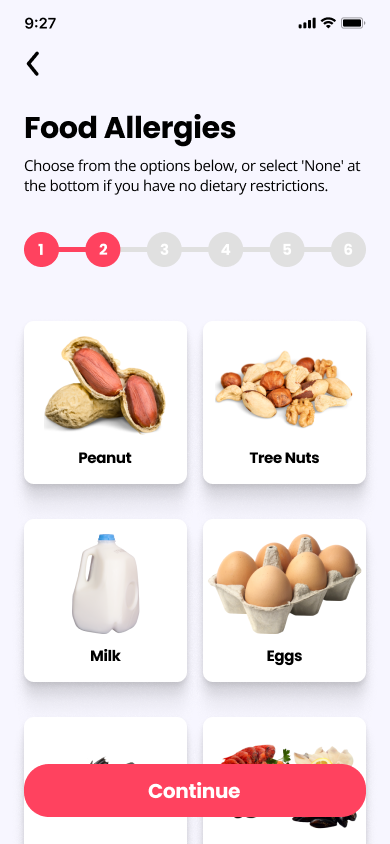 9:27
Food Allergies
Choose from the options below, or select 'None' at
the bottom if you have no dietary restrictions.
1 2 3 4 5 6
Peanut Tree Nuts
Milk Eggs
Continue